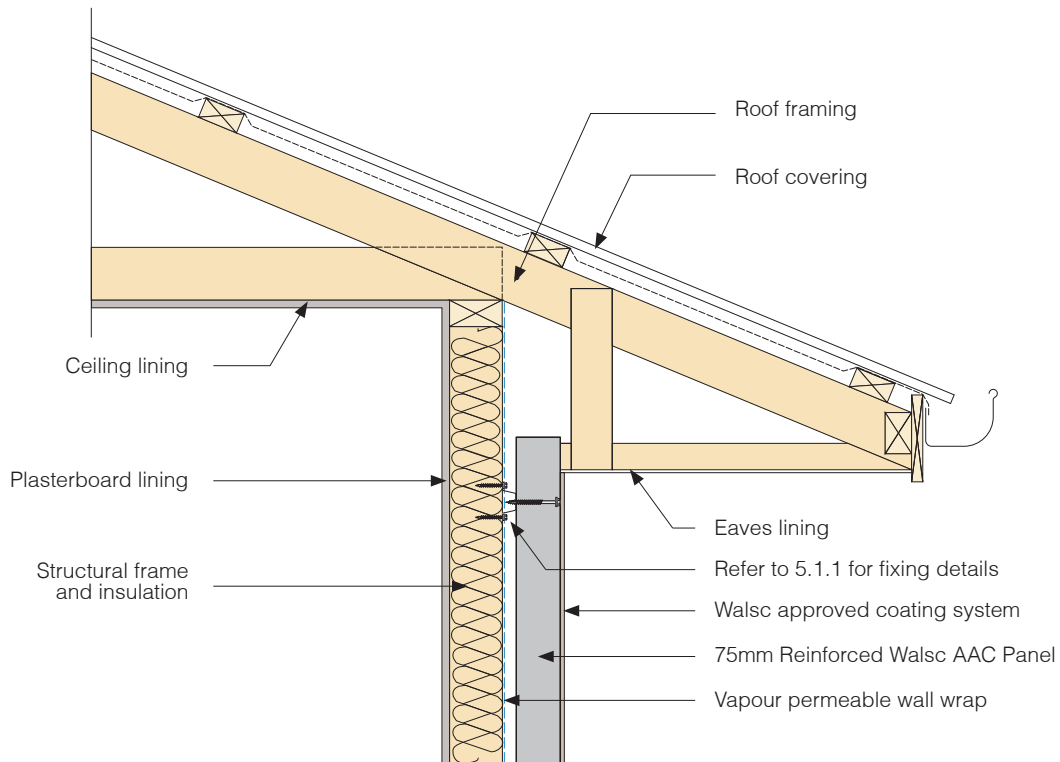 Roof framing
Roof covering
Ceiling lining
Plasterboard lining
Structural frame
and insulation
Eaves lining
Refer to 5.1.1 for fixing details
Walsc approved coating system
75mm Reinforced Walsc AAC Panel
Vapour permeable wall wrap